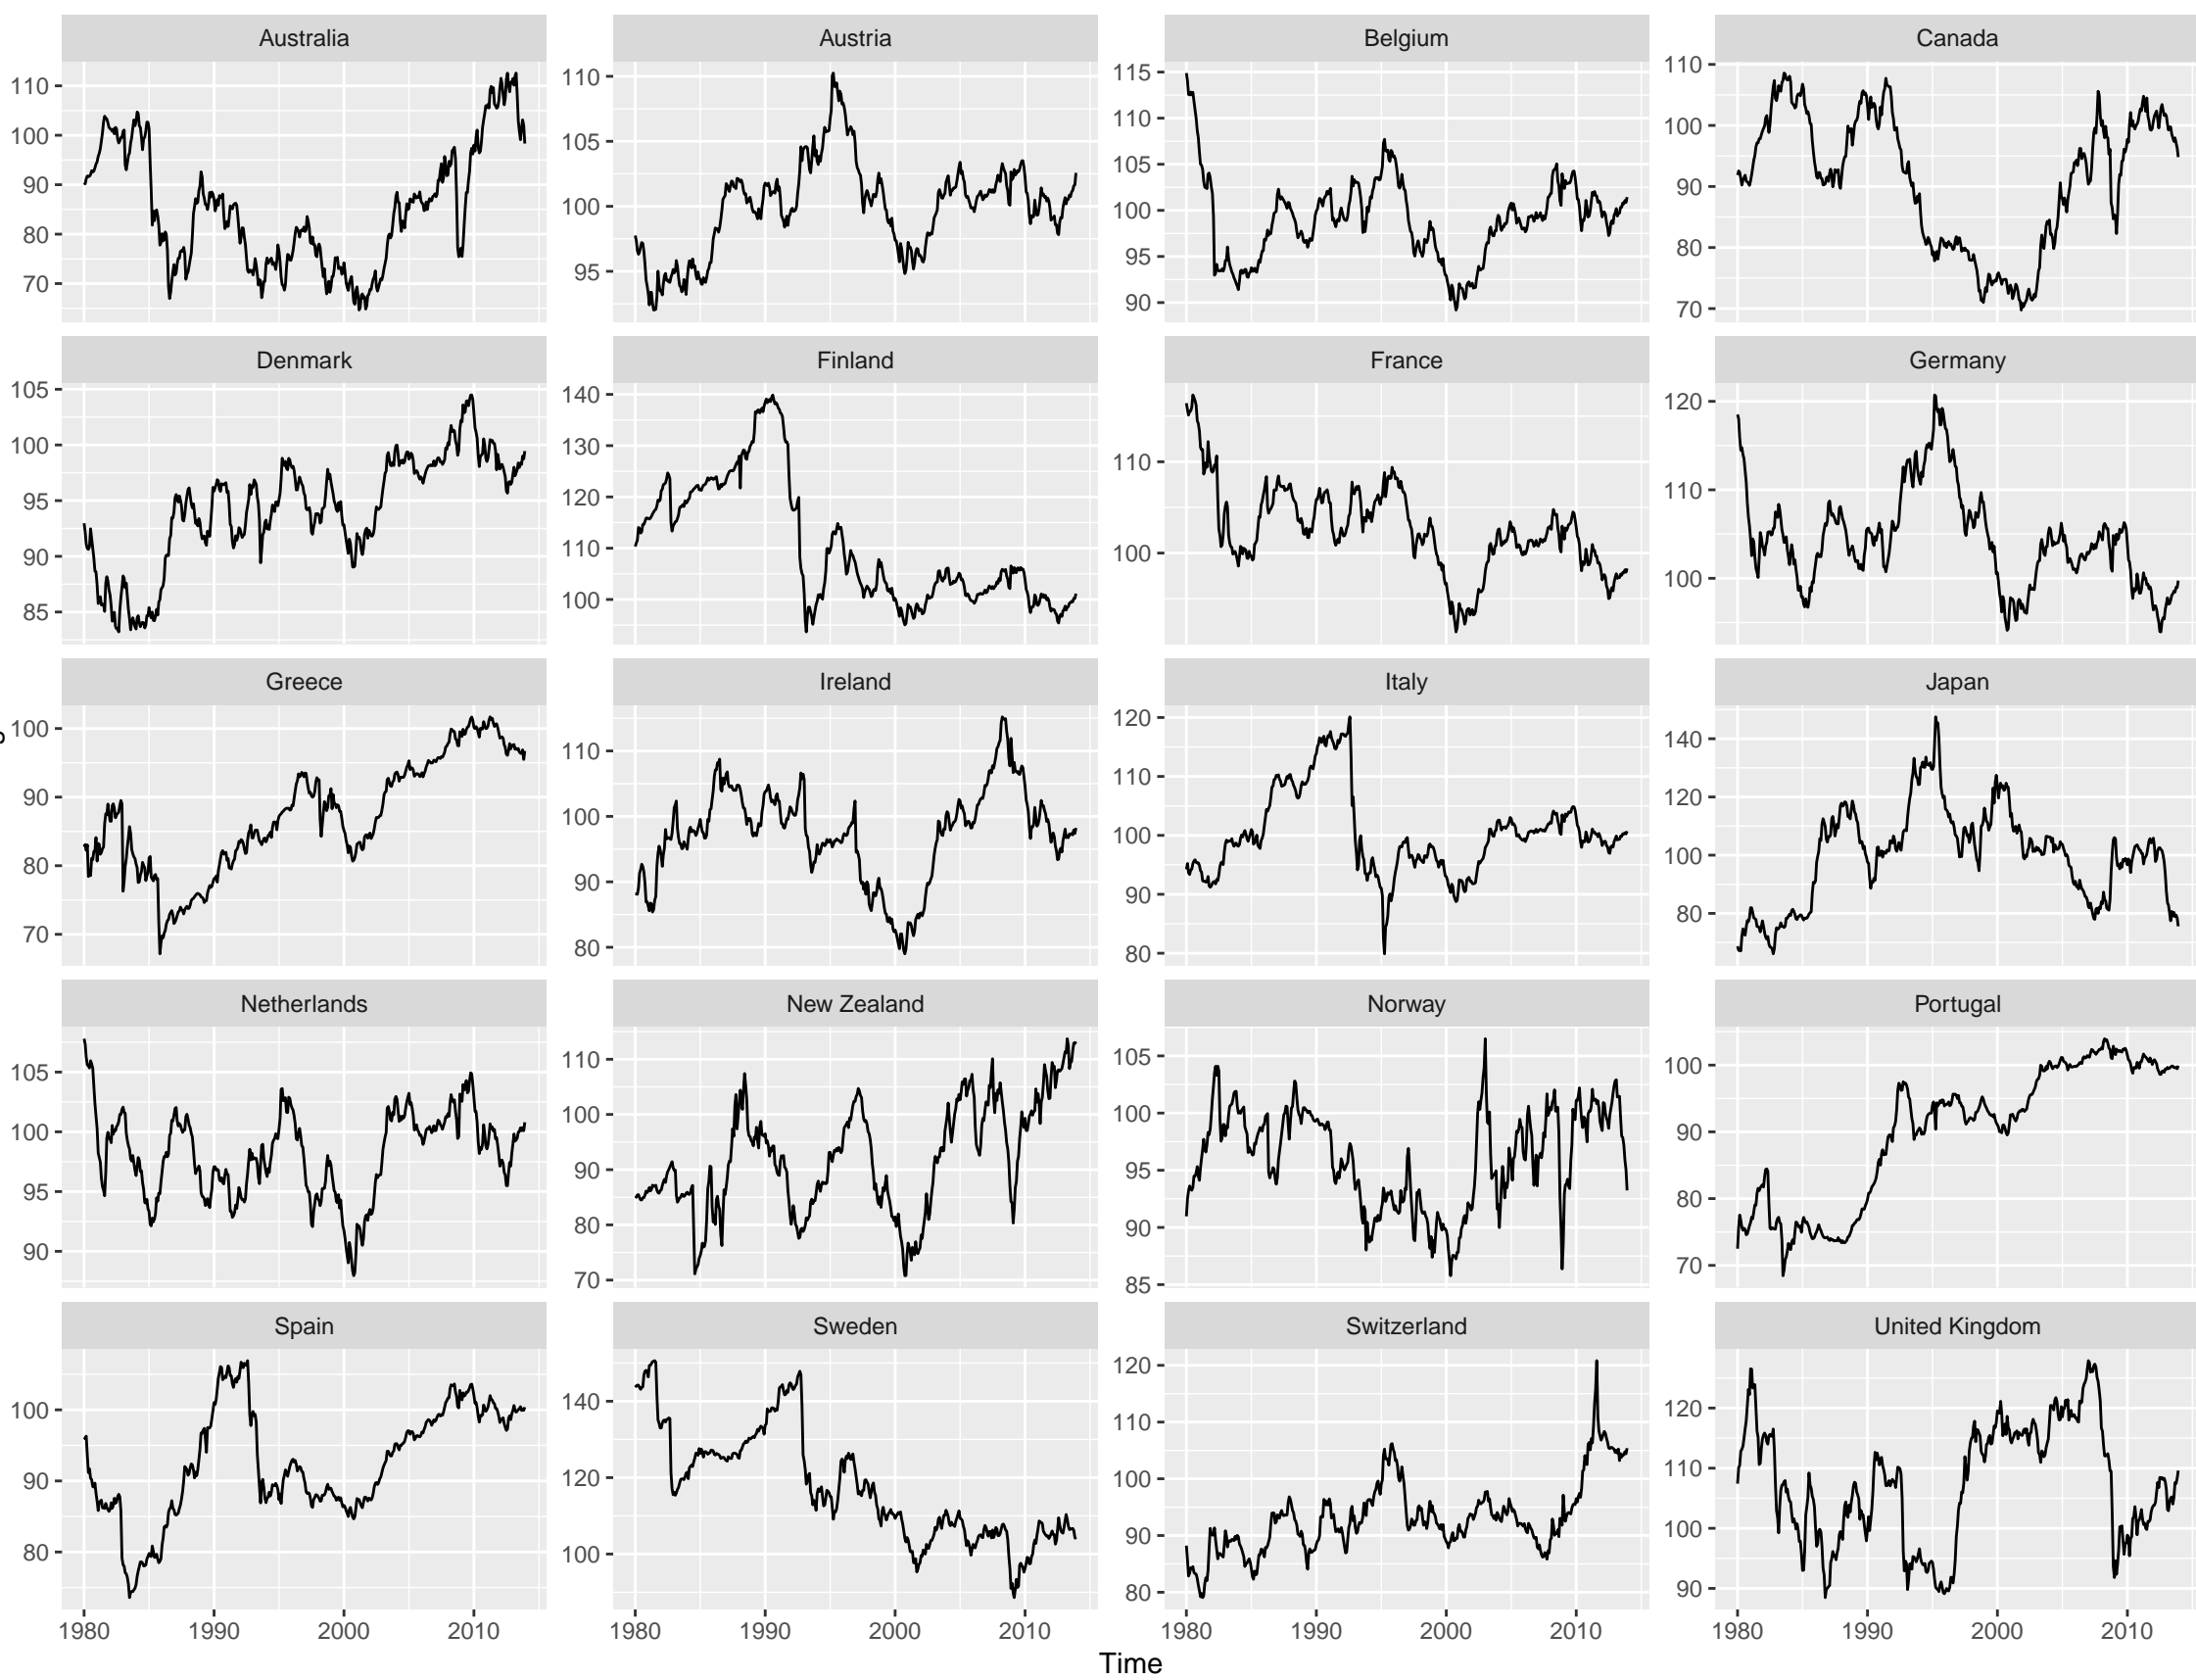 Australia Austria Belgium Canada
110 100 90 80 70
110 105 100 95
115 110 105 100 95 90
110 100 90 80 70
Denmark Finland France Germany
105 100 95 90 85
140 130 120 110 100
110 100
120 110 100
Greece Ireland Italy Japan
100 90 80 70
110 100 90 80
120 110 100 90 80
140 120 100 80
Netherlands New Zealand Norway Portugal
105 100 95 90
110 100 90 80 70
105 100 95 90 85
100 90 80 70
Spain Sweden Switzerland United Kingdom
100 90 80
140 120 100
120 110 100 90 80
120 110 100 90
1980 1990 2000 2010 1980 1990 2000 2010 1980 1990 2000 2010 1980 1990 2000 2010
Time